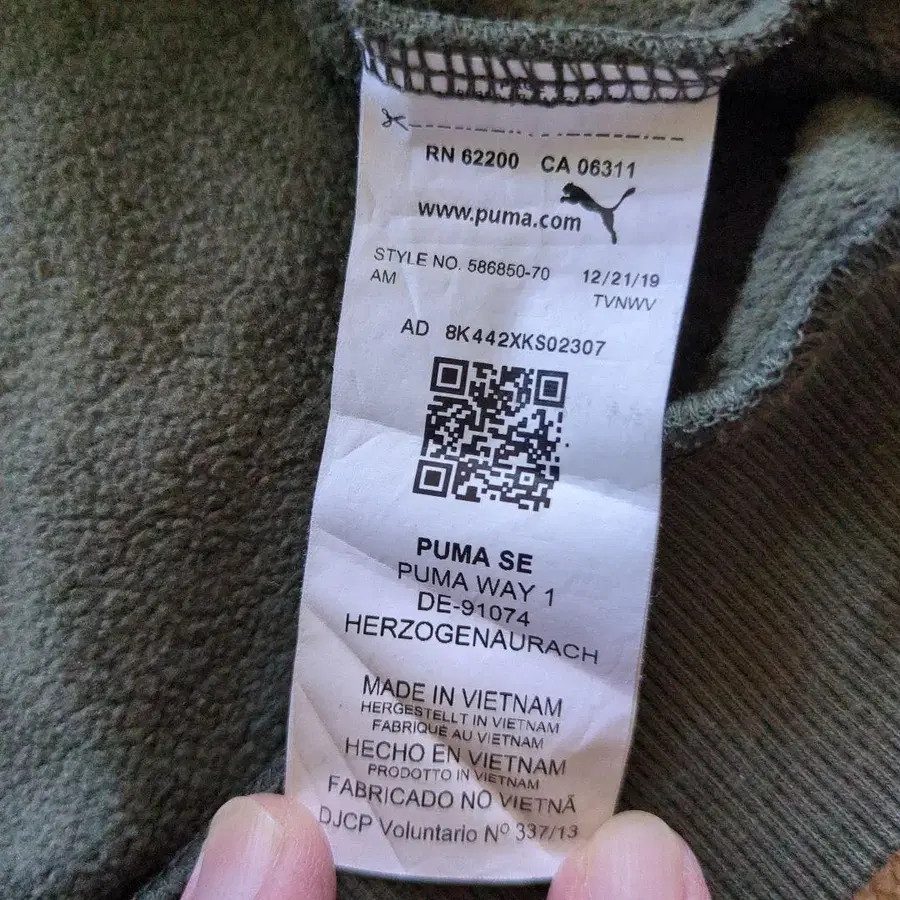 RN 62200 CA 06311
www.puma.com
STYLE NO. 586850-70 12/21/19
AM TVNWV
AD 8K442XKS02307
PUMA SE
PUMA WAY 1
DE-91074
HERZOGENAURACH
MADE IN VIETNAM
HERGESTELLT IN VIETNAM
FABRIQUÉ AU VIETNAM
HECHO EN VIETNAM
PRODOTTO IN VIETNAM
FABRICADO NO VIETNÃ
DJCP Voluntario Nº 337/13